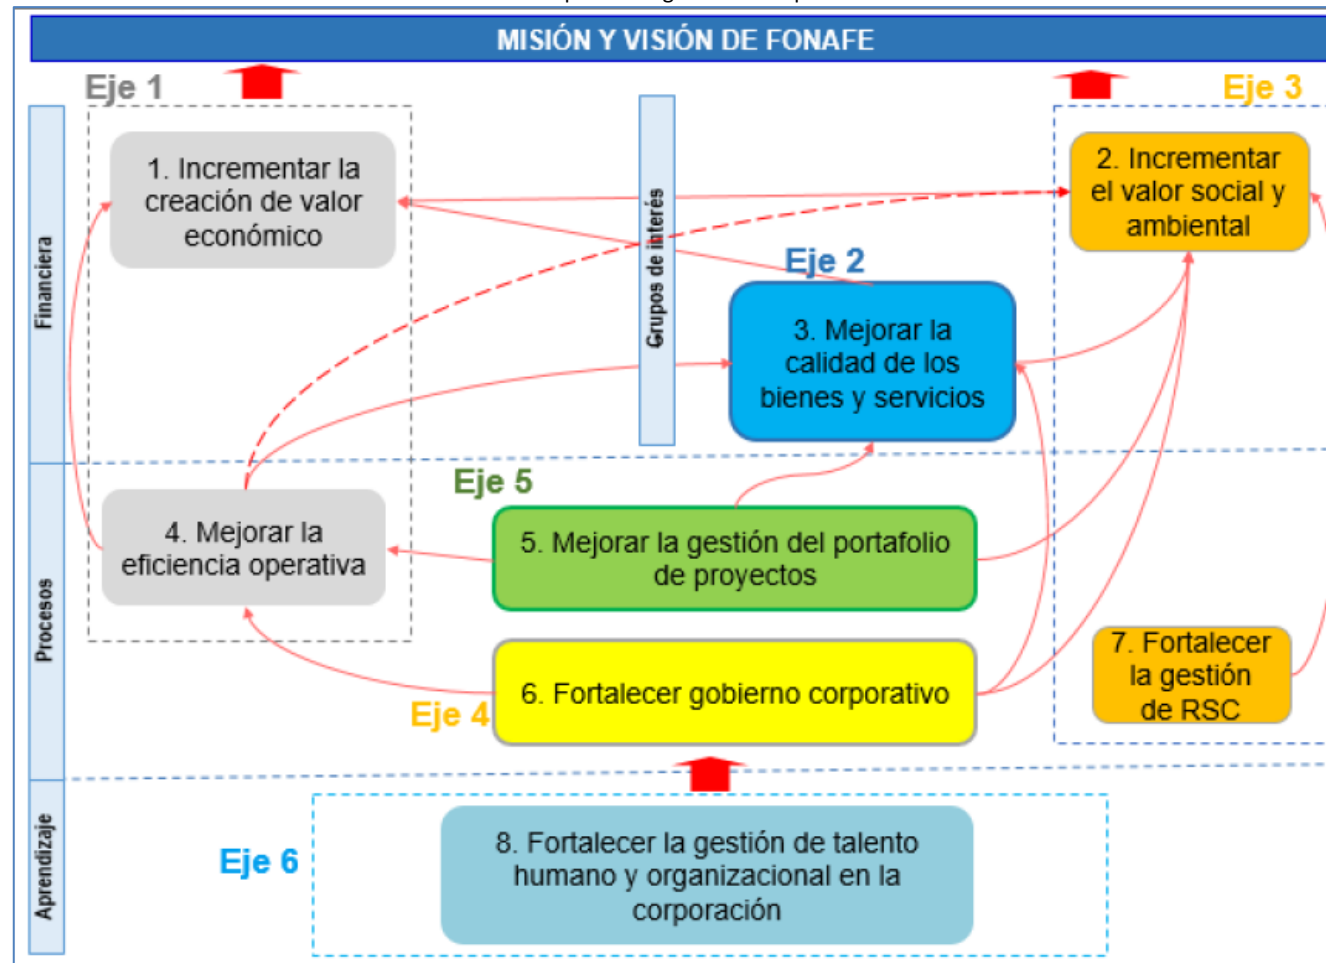 MISIÓN Y VISIÓN DE FONAFE
Eje 1
Eje 3
Financiera
1. Incrementar la
creación de valor
económico
Grupos de interés
2. Incrementar
el valor social y
ambiental
Eje 2
3. Mejorar la
calidad de los
bienes y servicios
Procesos
Eje 5
4. Mejorar la
eficiencia operativa
5. Mejorar la gestión del portafolio
de proyectos
6. Fortalecer gobierno corporativo
Eje 4
7. Fortalecer
la gestión
de RSC
Aprendizaje
Eje 6
8. Fortalecer la gestión de talento
humano y organizacional en la
corporación